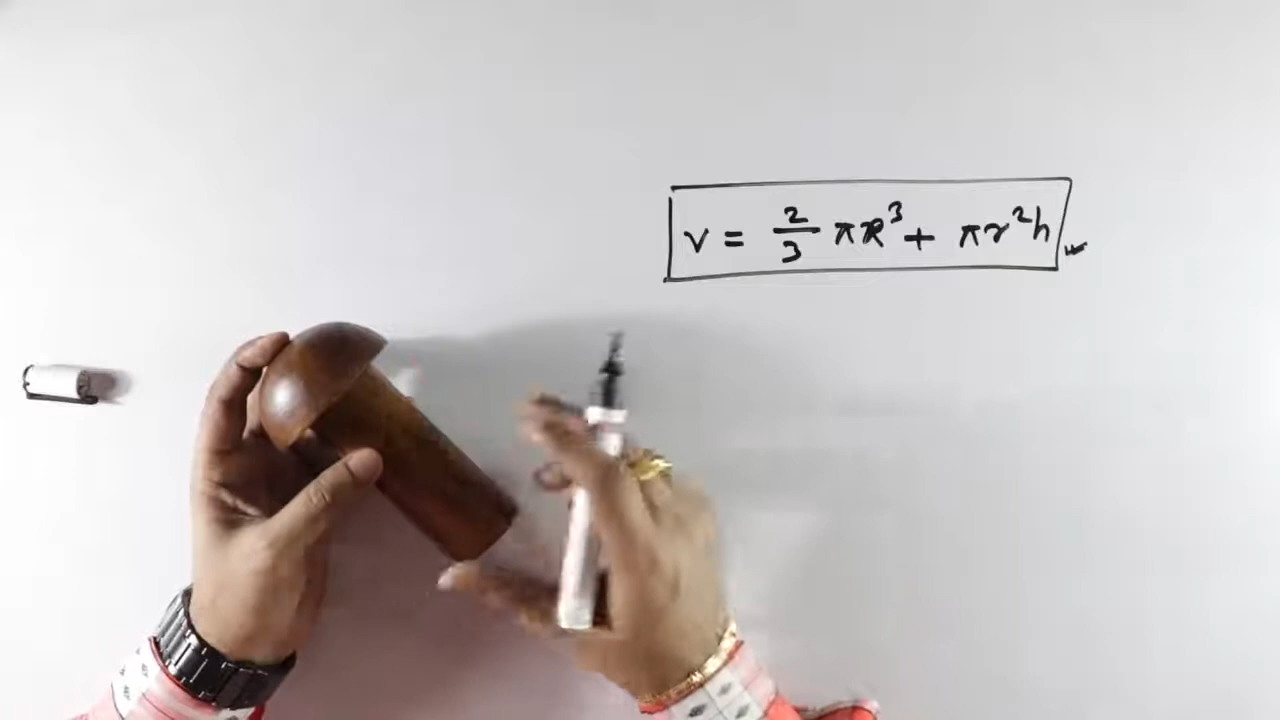 V = 2/3 πR³ + πr²h